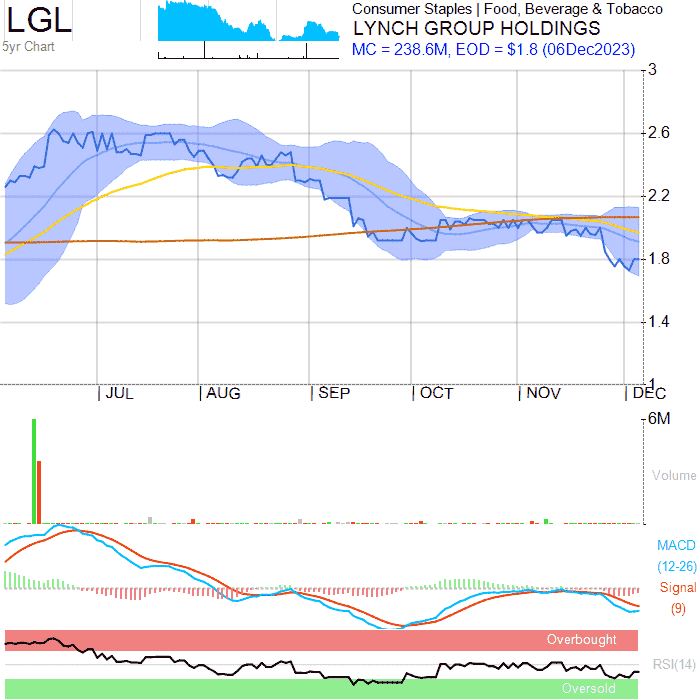 LGL
5yr Chart
Consumer Staples | Food, Beverage & Tobacco
LYNCH GROUP HOLDINGS
MC = 238.6M, EOD = $1.8 (06Dec2023)
3
2.6
2.2
1.8
1.4
1
JUL AUG SEP OCT NOV DEC
6M
Volume
MACD
(12-26)
Signal
(9)
Overbought
RSI(14)
Oversold